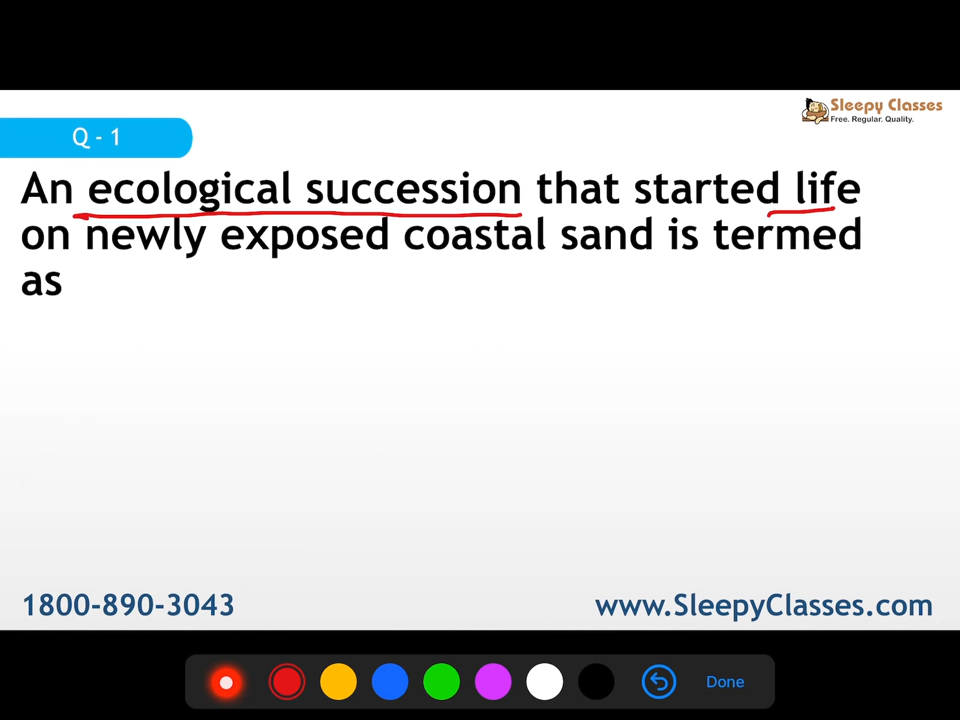 Sleepy Classes
Free. Regular. Quality.
Q - 1
An ecological succession that started life
on newly exposed coastal sand is termed
as
1800-890-3043
www.SleepyClasses.com
Done